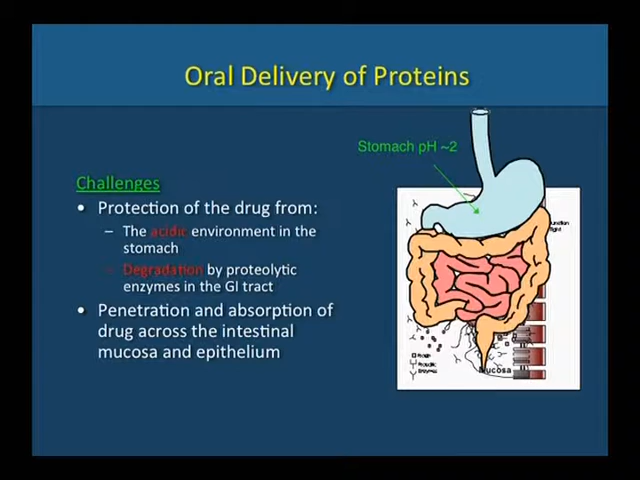 Oral Delivery of Proteins
Stomach pH ~2
Challenges
• Protection of the drug from:
– The acidic environment in the
stomach
– Degradation by proteolytic
enzymes in the GI tract
• Penetration and absorption of
drug across the intestinal
mucosa and epithelium
Enzymes
Mucosa